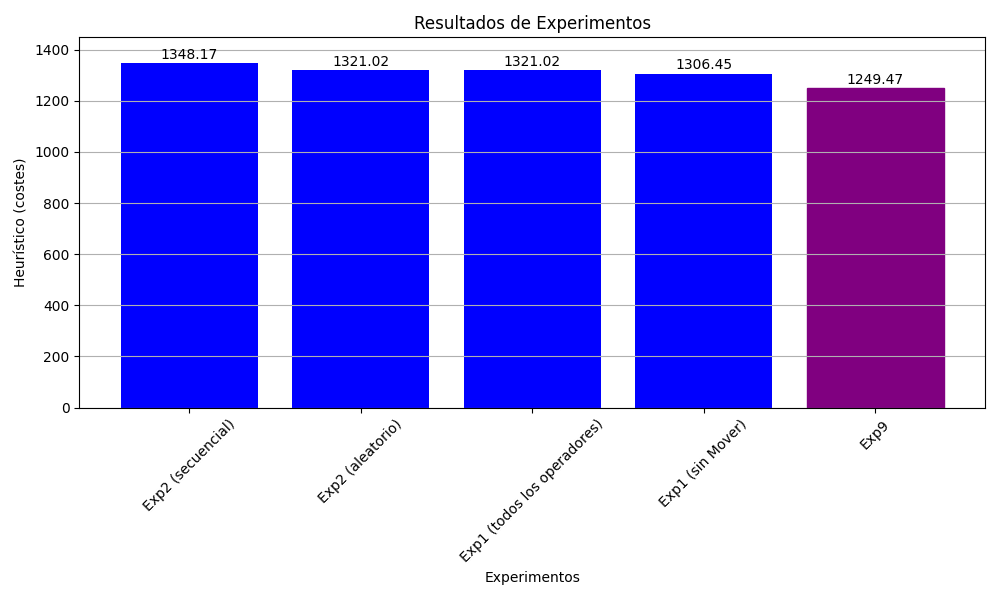 Resultados de Experimentos
Heurístico (costes)
1400
1200
1000
800
600
400
200
0
1348.17
1321.02
1321.02
1306.45
1249.47
Exp2 (secuencial)
Exp2 (aleatorio)
Exp1 (todos los operadores)
Exp1 (sin Mover)
Exp9
Experimentos